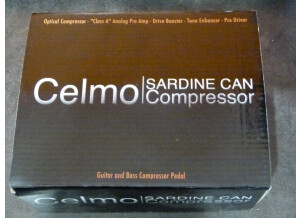 Optical Compressor - "Class A" Analog Pre Amp - Drive Booster - Tone Enhancer - Pre Driver
Celmo SARDINE CAN
Compressor
Guitar and Bass Compressor Pedal
Celmo SARDINE CAN
Compressor